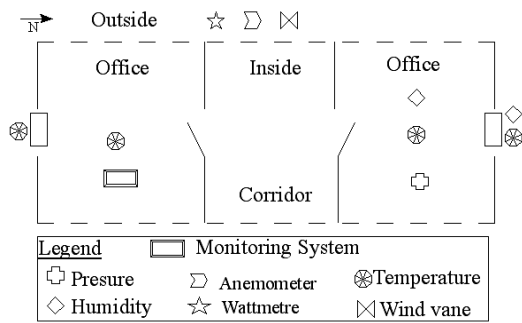 N
Outside
Office
Inside
Office
Corridor
Legend
Monitoring System
Presure
Anemometer
Temperature
Humidity
Wattmetre
Wind vane